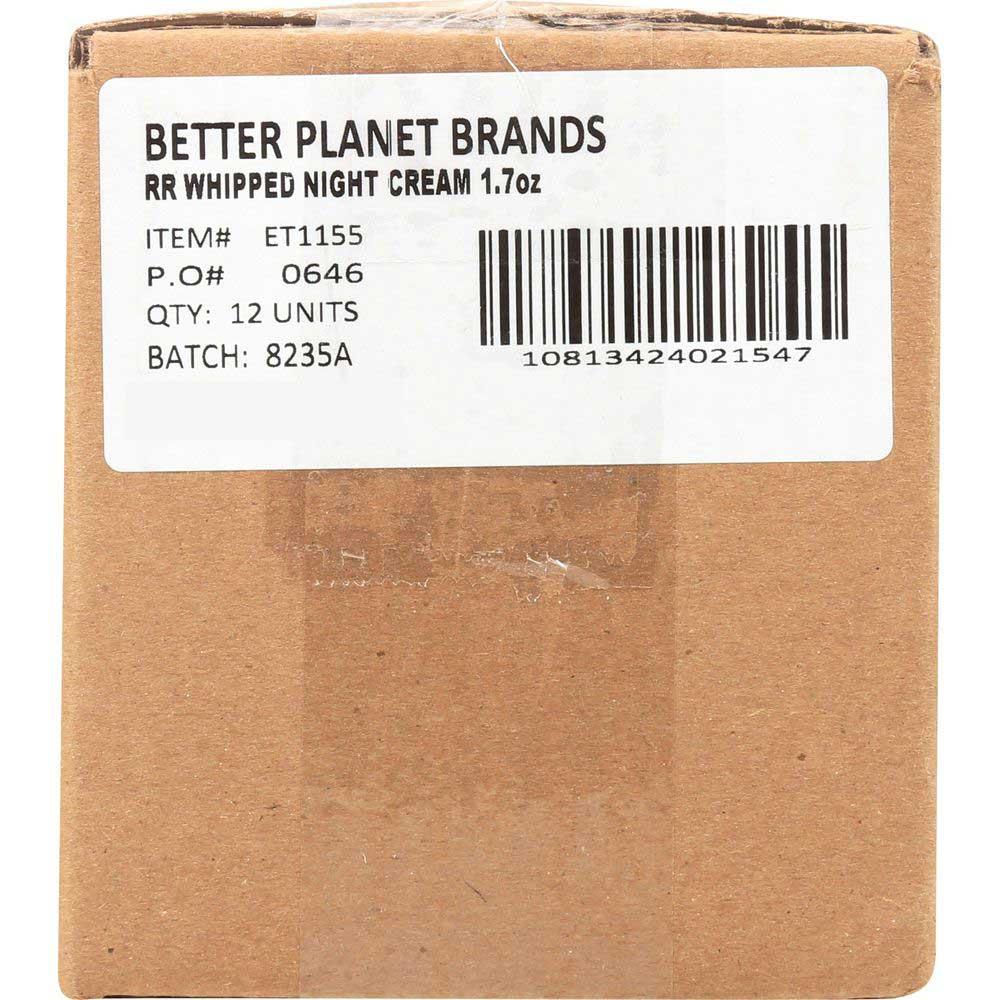 BETTER PLANET BRANDS
RR WHIPPED NIGHT CREAM 1.7oz
ITEM# ET1155
P.O# 0646
QTY: 12 UNITS
BATCH: 8235A
10813424021547